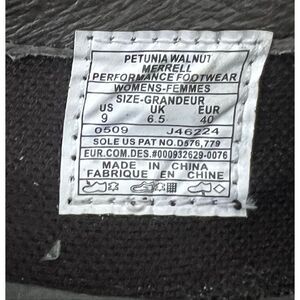 PETUNIA WALNUT
MERRELL
PERFORMANCE FOOTWEAR
WOMENS-FEMMES
SIZE-GRANDEUR
US UK EUR
9 6.5 40
0509 J46224
SOLE US PAT NO.D576,779
EUR.COM.DES.#000932629-0076
MADE IN CHINA
FABRIQUE EN CHINE